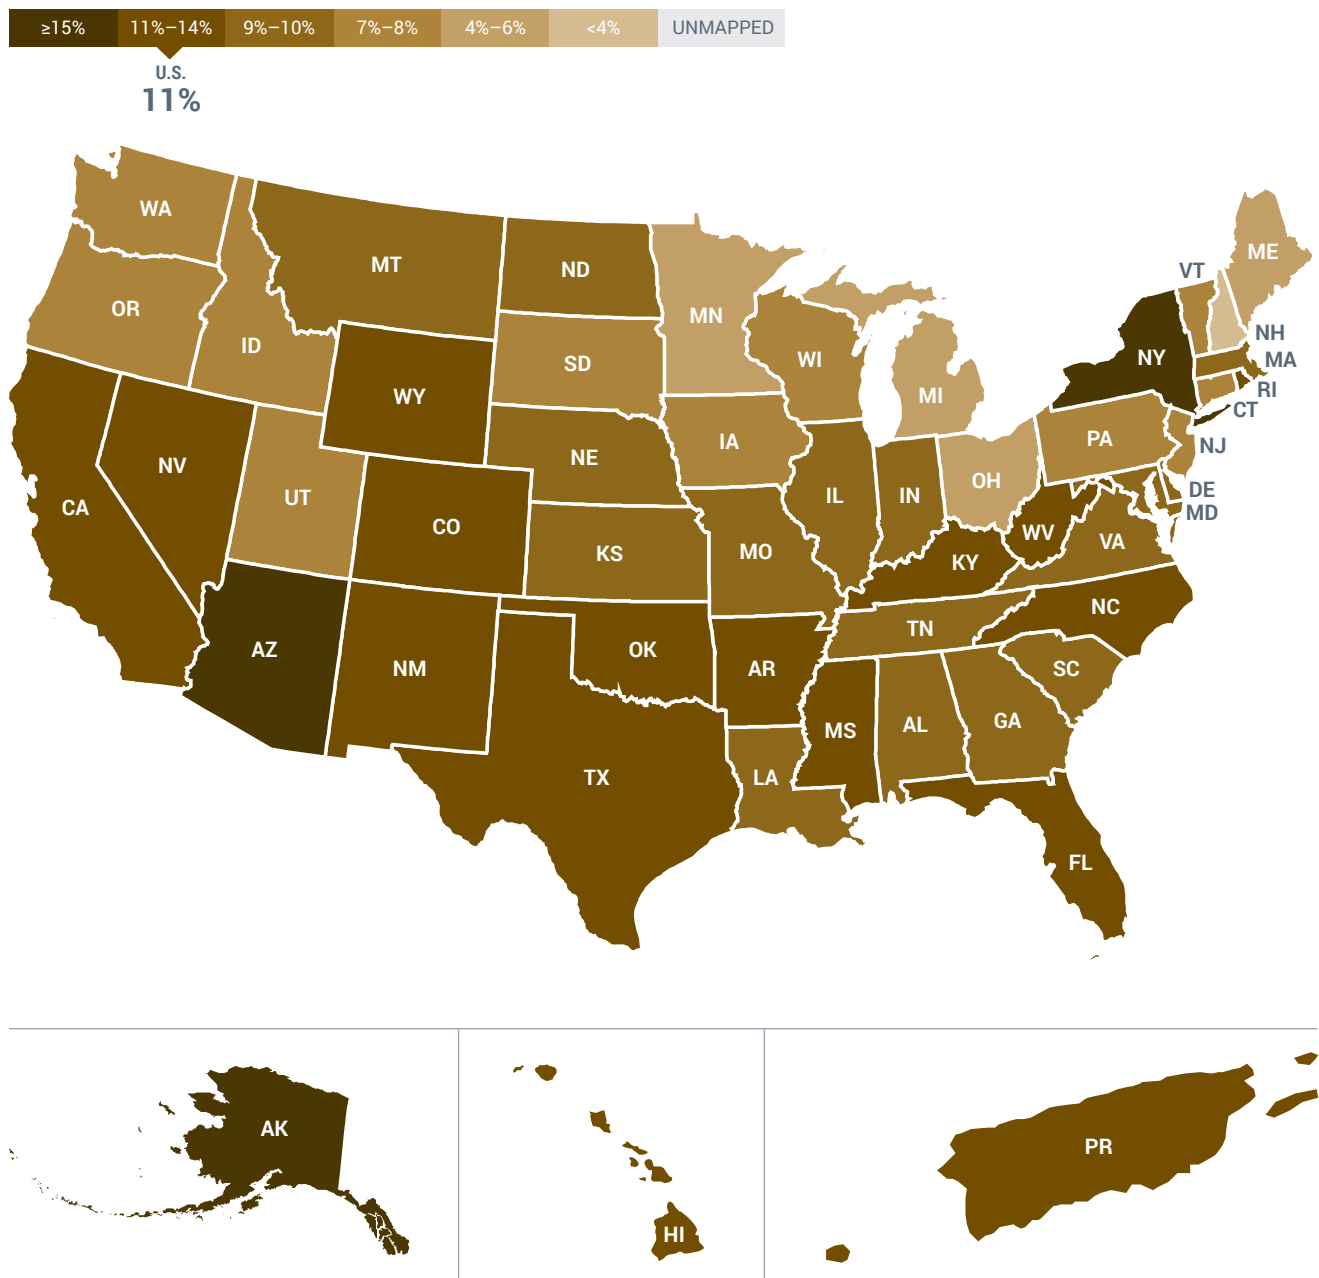 ≥15% 11%–14% 9%–10% 7%–8% 4%–6% <4% UNMAPPED
U.S.
11%
WA
OR
ID
MT
ND
MN
SD
WI
MI
ME
VT
NH
NY
MA
RI
CT
WY
NV
UT
CA
CO
NE
IA
IL
IN
OH
PA
NJ
DE
MD
KS
MO
KY
WV
VA
AZ
NM
OK
AR
TN
NC
SC
TX
LA
MS
AL
GA
FL
AK
HI
PR